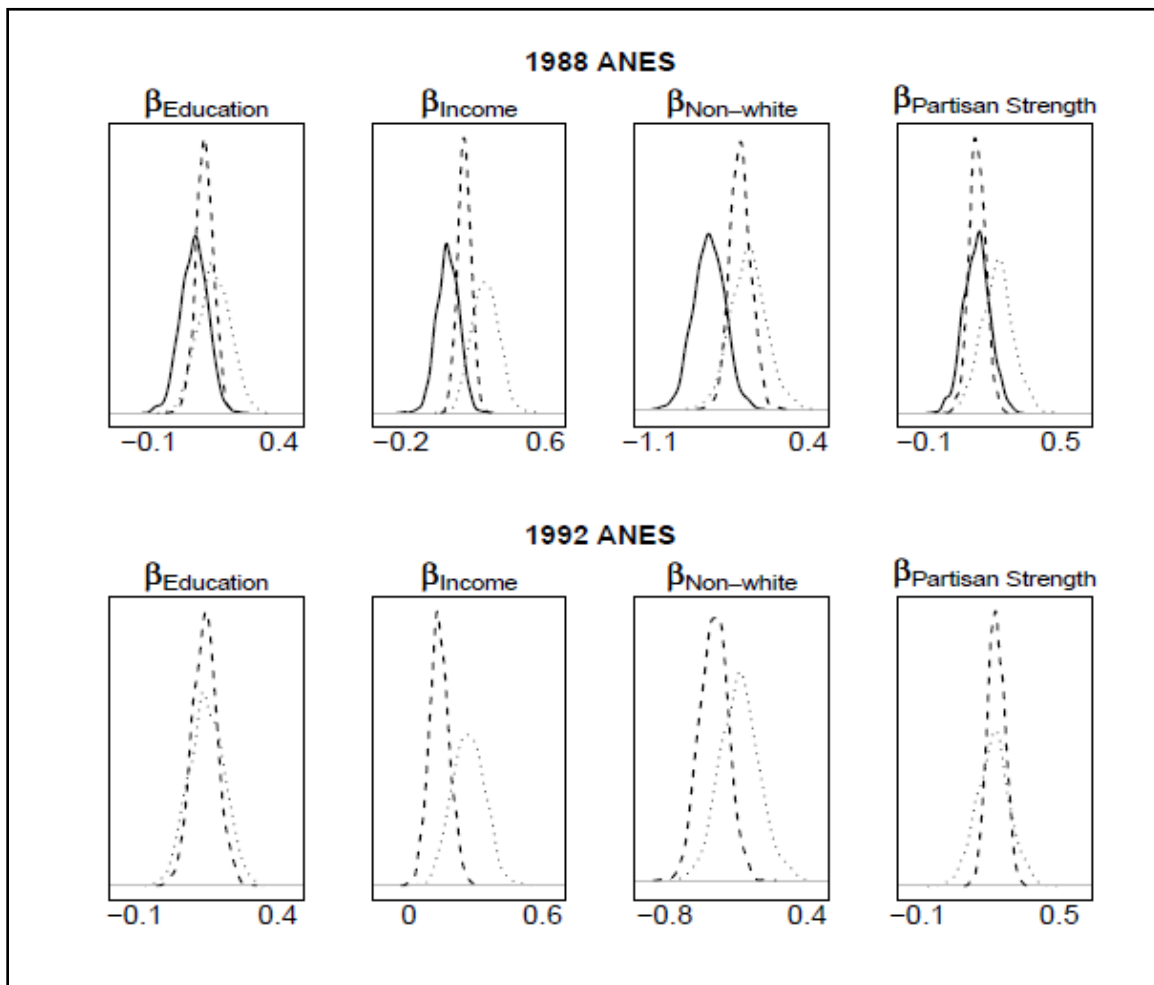 1988 ANES
βEducation βIncome βNon–white βPartisan Strength
−0.1 0.4 −0.2 0.6 −1.1 0.4 −0.1 0.5
1992 ANES
βEducation βIncome βNon–white βPartisan Strength
−0.1 0.4 0 0.6 −0.8 0.4 −0.1 0.5